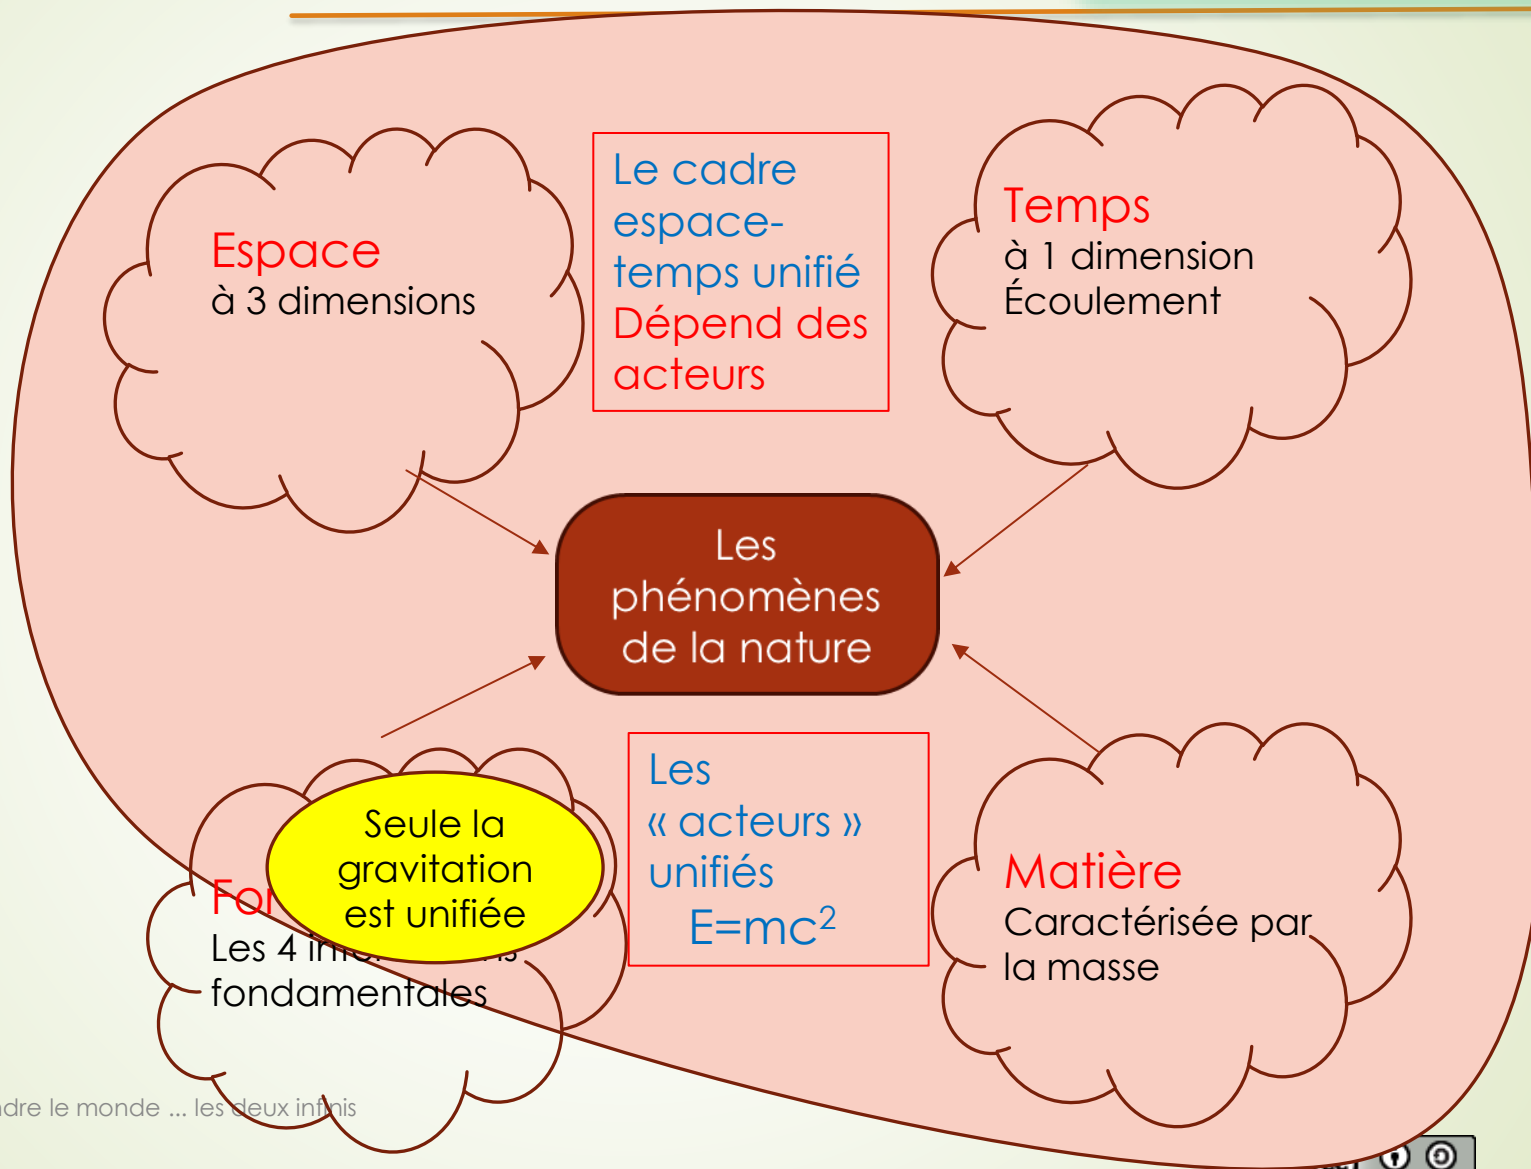 Espace
à 3 dimensions
Le cadre
espace-
temps unifié
Dépend des
acteurs
Temps
à 1 dimension
Écoulement
Les
phénomènes
de la nature
Seule la
gravitation
est unifiée
Les 4
fondamentales
Les
« acteurs »
unifiés
E=mc²
Matière
Caractérisée par
la masse
le monde ... les deux infinis